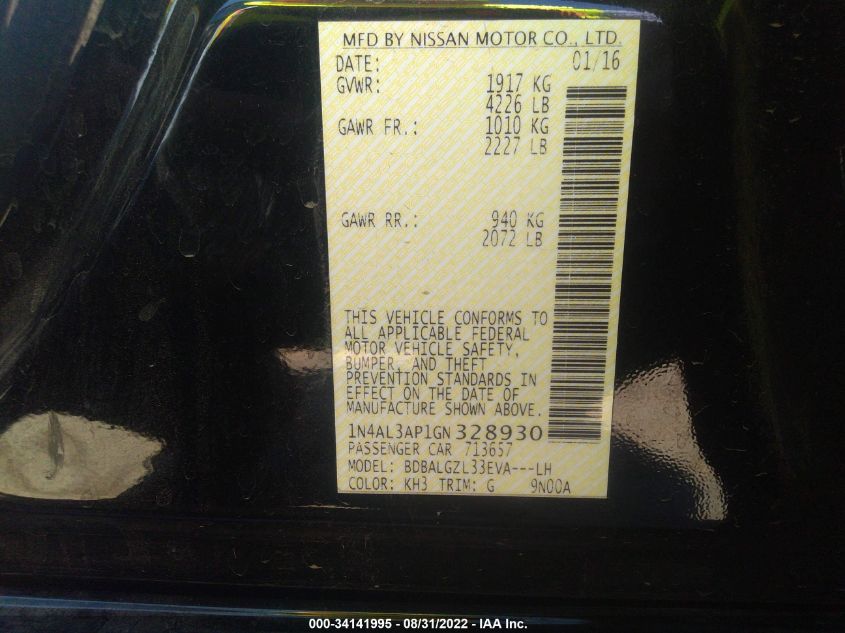 MFD BY NISSAN MOTOR CO., LTD.
DATE: 01/16
GVWR: 1917 KG
4226 LB
GAWR FR.: 1010 KG
2227 LB
GAWR RR.: 940 KG
2072 LB
THIS VEHICLE CONFORMS TO
ALL APPLICABLE FEDERAL
MOTOR VEHICLE SAFETY,
BUMPER, AND THEFT
PREVENTION STANDARDS IN
EFFECT ON THE DATE OF
MANUFACTURE SHOWN ABOVE.
1N4AL3AP1GN 328930
PASSENGER CAR 713657
MODEL: BDBALGZL33EVA---LH
COLOR: KH3 TRIM: G 9N00A
000-34141995 - 08/31/2022 - IAA Inc.